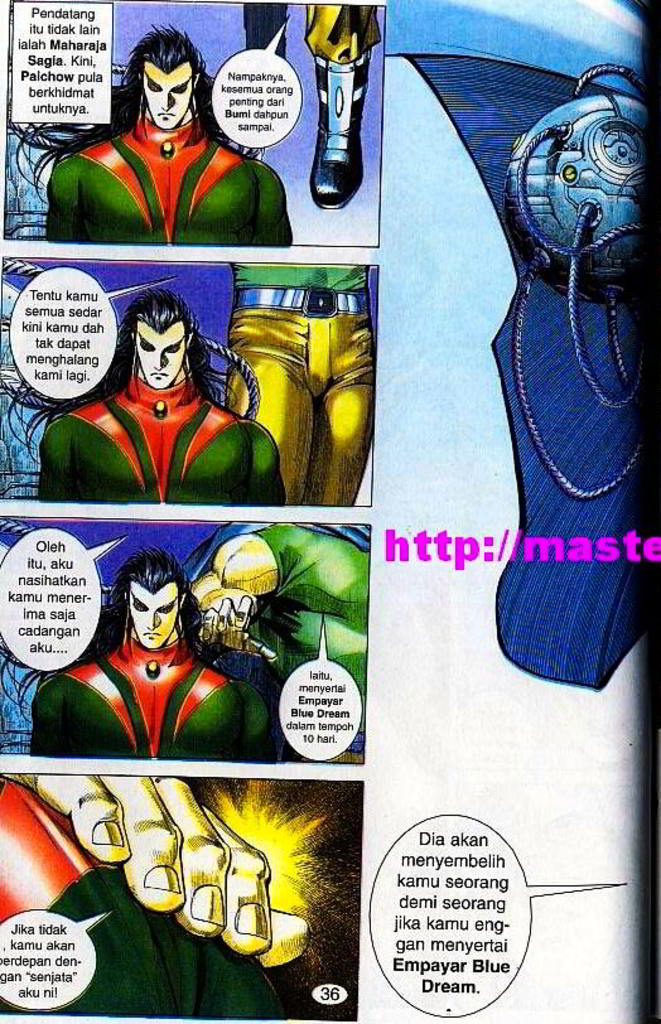 Pendatang
itu tidak lain
ialah Maharaja
Sagia. Kini,
Palchow pula
berkhidmat
untuknya.
Nampaknya,
kesemua orang
penting dari
Bumi dahpun
sampai.
Tentu kamu
semua sedar
kini kamu dah
tak dapat
menghalang
kami lagi.
Oleh
itu, aku
nasihatkan
kamu mener-
ima saja
cadangan
aku....
Iaitu,
menyertai
Empayar
Blue Dream
dalam tempoh
10 hari.
Jika tidak
, kamu akan
berdepan den-
gan "senjata"
aku ni!
36
Dia akan
menyembelih
kamu seorang
demi seorang
jika kamu eng-
gan menyertai
Empayar Blue
Dream.
http://maste